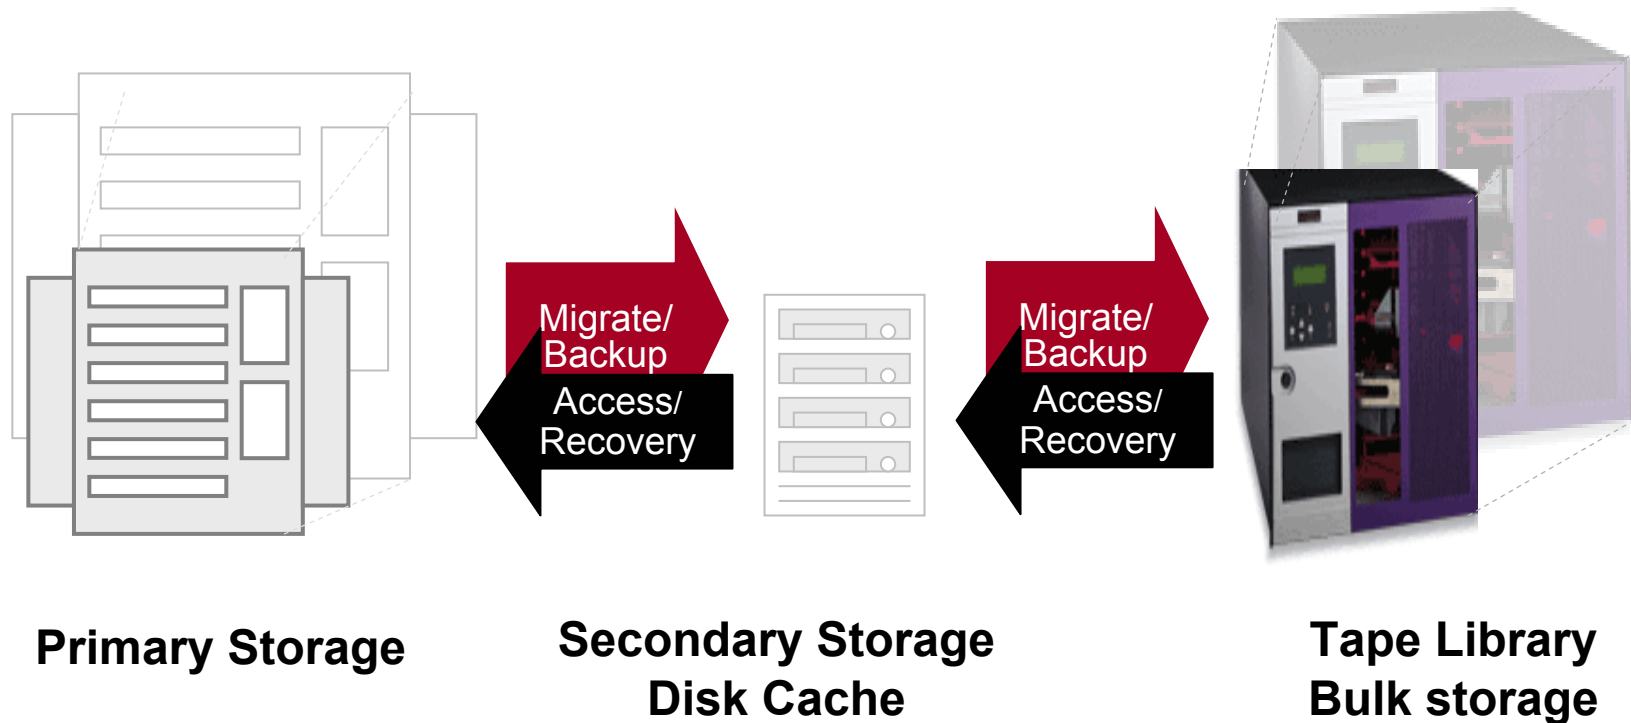 Migrate/
Backup
Access/
Recovery
Migrate/
Backup
Access/
Recovery
Primary Storage
Secondary Storage
Disk Cache
Tape Library
Bulk storage